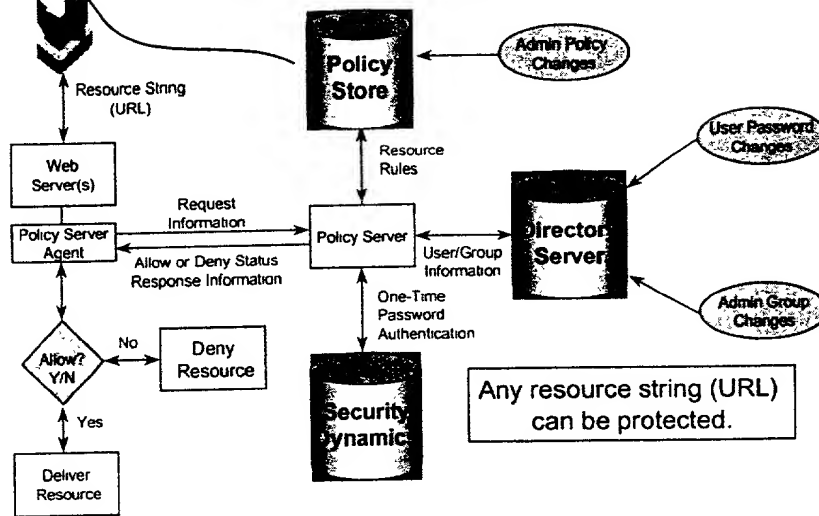 Policy
Store
Admin Policy
Changes
Resource String
(URL)
User Password
Changes
Resource
Rules
Web
Server(s)
Request
Information
Policy Server
Agent
Policy Server
Director
Server
User/Group
Information
Allow or Deny Status
Response Information
One-Time
Password
Authentication
Admin Group
Changes
No
Deny
Resource
Allow?
Y/N
Security
Dynamic
Any resource string (URL)
can be protected.
Yes
Deliver
Resource